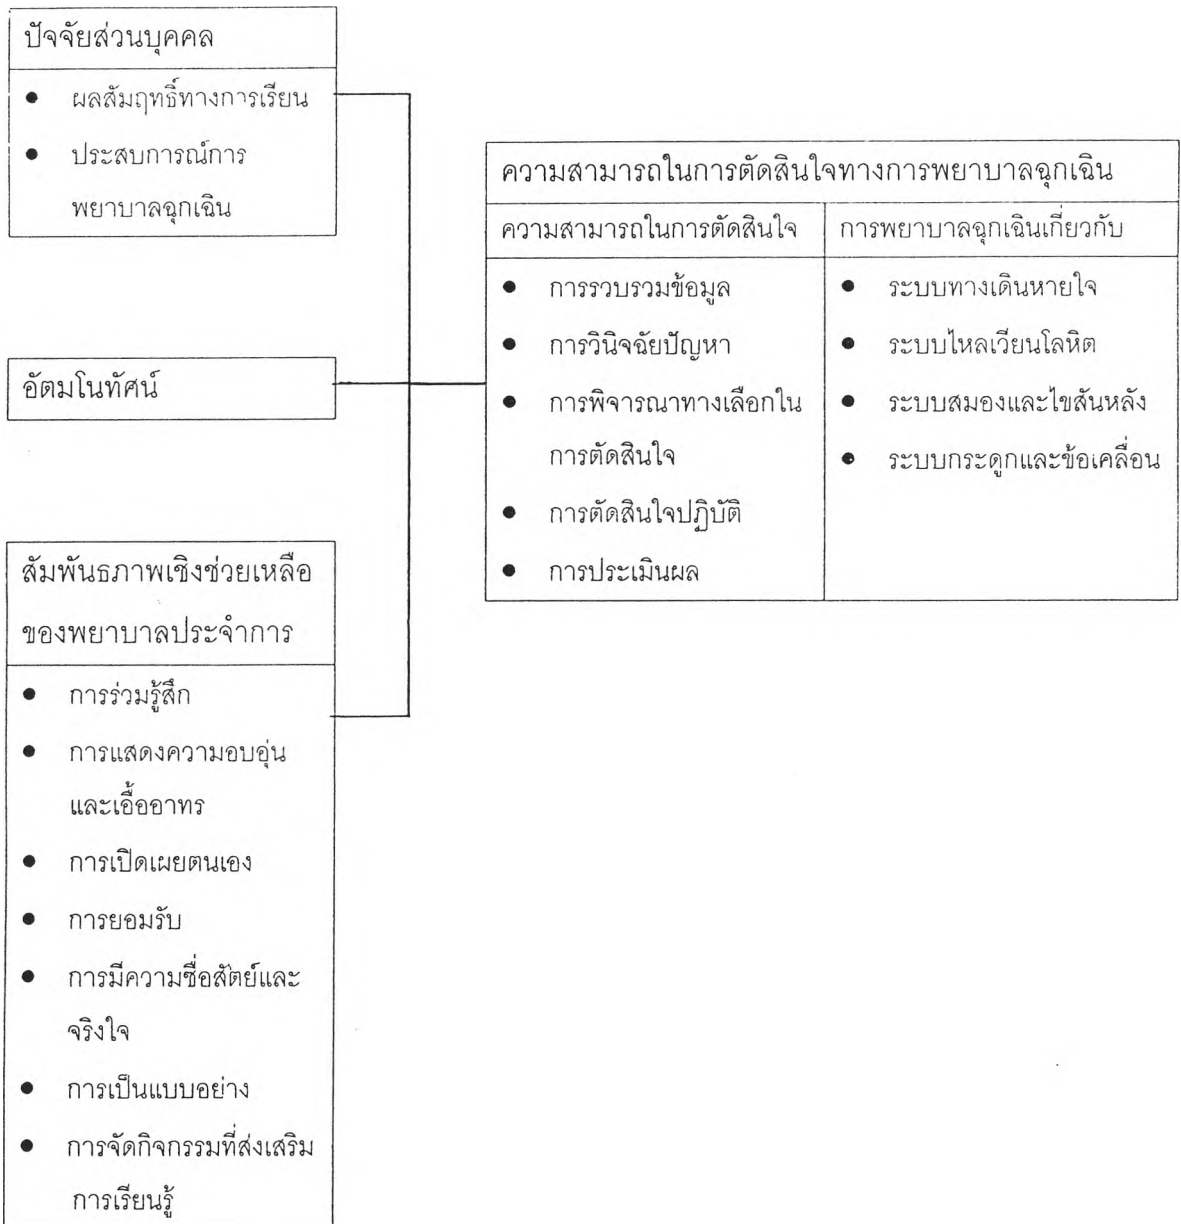 ปัจจัยส่วนบุคคล
• ผลสัมฤทธิ์ทางการเรียน
• ประสบการณ์การ
พยาบาลฉุกเฉิน
อัตมโนทัศน์
สัมพันธภาพเชิงช่วยเหลือ
ของพยาบาลประจำการ
• การร่วมรู้สึก
• การแสดงความอบอุ่น
และเอื้ออาทร
• การเปิดเผยตนเอง
• การยอมรับ
• การมีความซื่อสัตย์และ
จริงใจ
• การเป็นแบบอย่าง
• การจัดกิจกรรมที่ส่งเสริม
การเรียนรู้
ความสามารถในการตัดสินใจทางการพยาบาลฉุกเฉิน
ความสามารถในการตัดสินใจ
• การรวบรวมข้อมูล
• การวินิจฉัยปัญหา
• การพิจารณาทางเลือกใน
การตัดสินใจ
• การตัดสินใจปฏิบัติ
• การประเมินผล
การพยาบาลฉุกเฉินเกี่ยวกับ
• ระบบทางเดินหายใจ
• ระบบไหลเวียนโลหิต
• ระบบสมองและไขสันหลัง
• ระบบกระดูกและข้อเคลื่อน